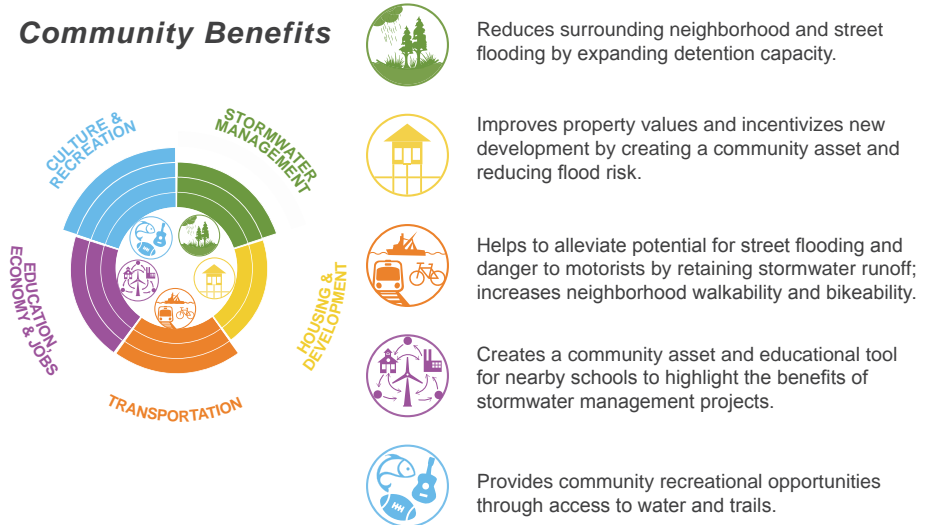 Community Benefits
CULTURE &
RECREATION
STORMWATER
MANAGEMENT
EDUCATION,
ECONOMY & JOBS
HOUSING &
DEVELOPMENT
TRANSPORTATION
Reduces surrounding neighborhood and street
flooding by expanding detention capacity.
Improves property values and incentivizes new
development by creating a community asset and
reducing flood risk.
Helps to alleviate potential for street flooding and
danger to motorists by retaining stormwater runoff;
increases neighborhood walkability and bikeability.
Creates a community asset and educational tool
for nearby schools to highlight the benefits of
stormwater management projects.
Provides community recreational opportunities
through access to water and trails.